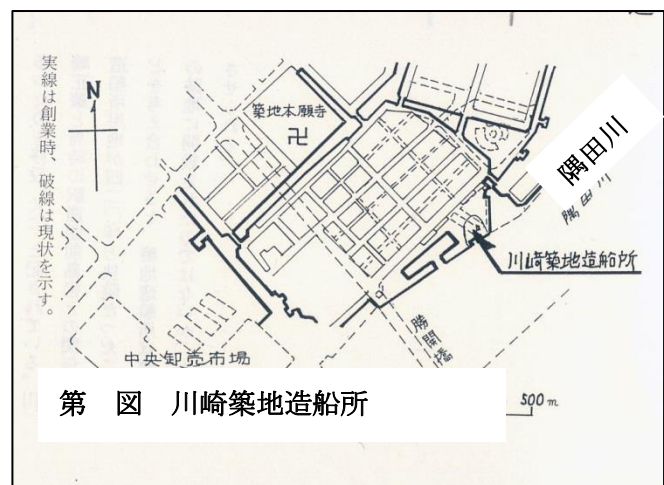 実線は創業時、破線は現状を示す。
N
築地本願寺
卍
隅田川
隅田川
川崎築地造船所
勝鬨橋
中央卸売市場
500m
第　図　川崎築地造船所